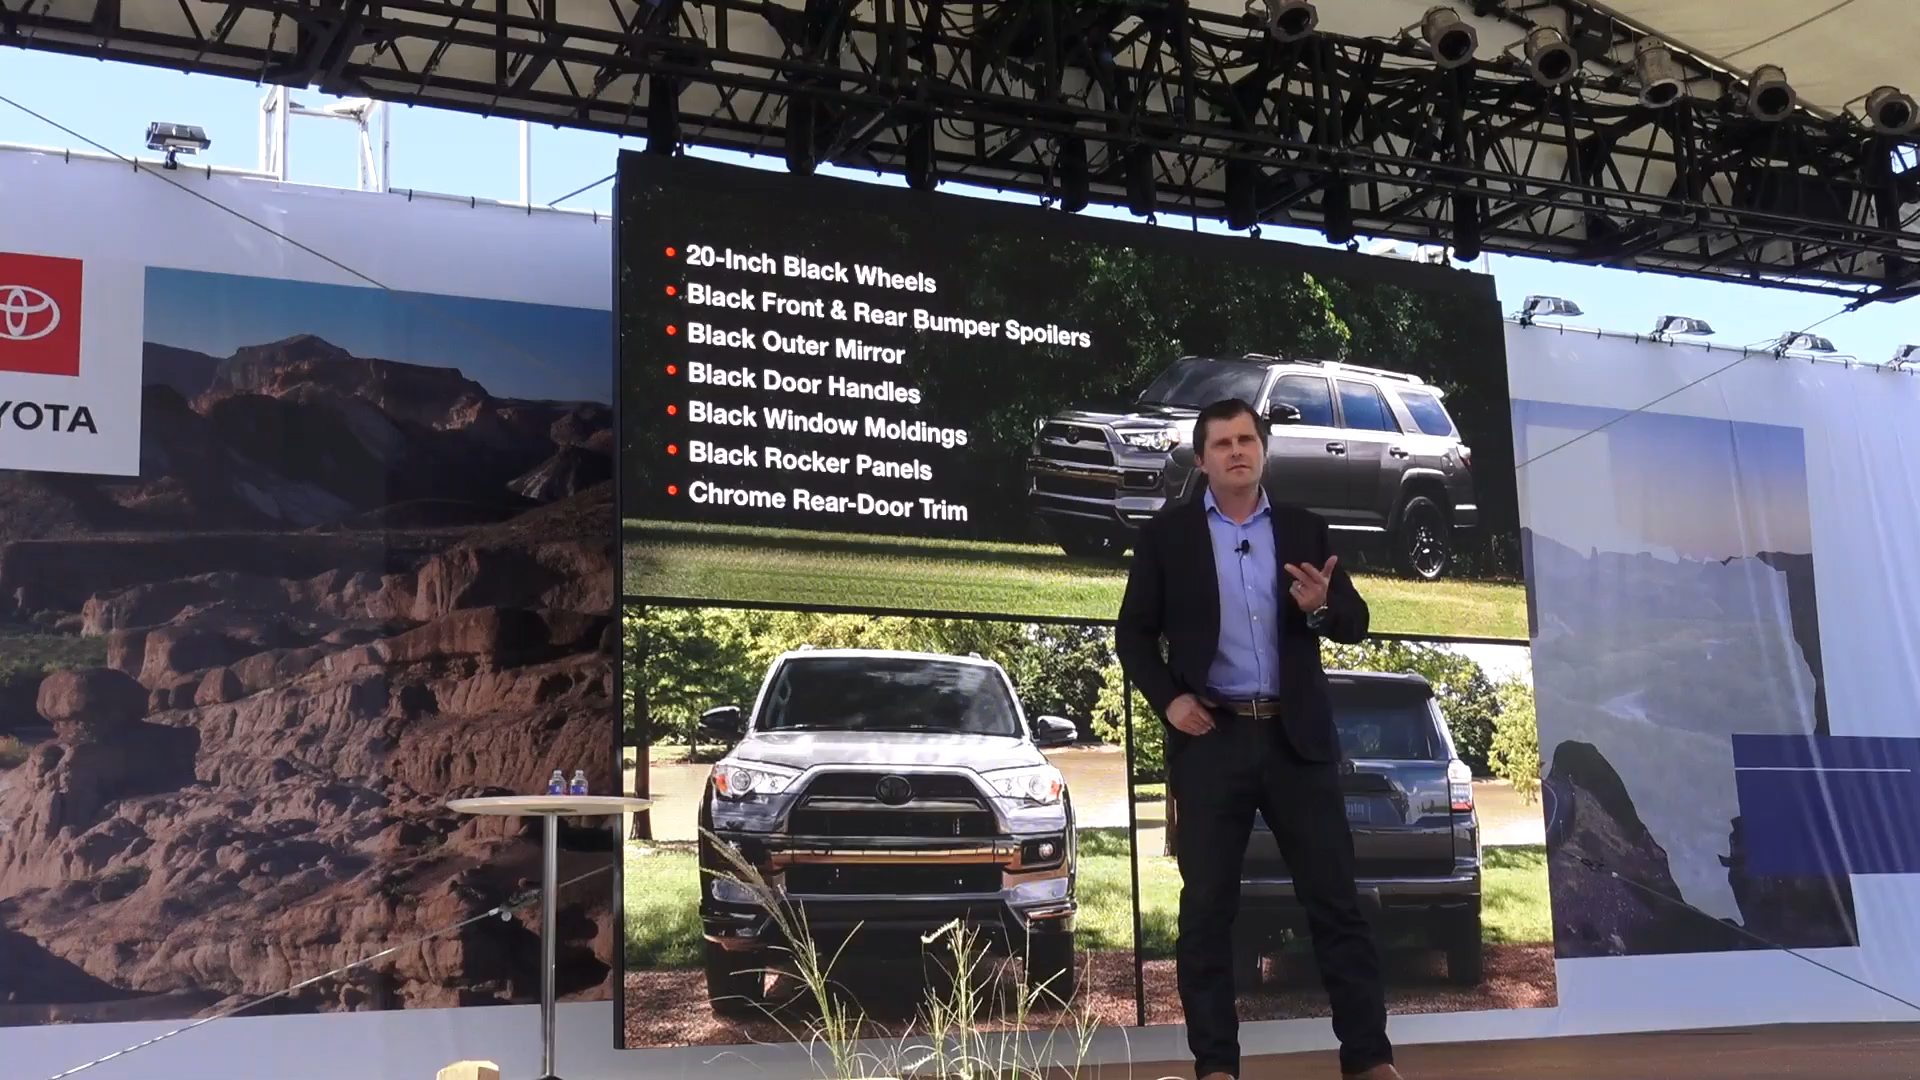 YOTA
20-Inch Black Wheels
Black Front & Rear Bumper Spoilers
Black Outer Mirror
Black Door Handles
Black Window Moldings
Black Rocker Panels
Chrome Rear-Door Trim